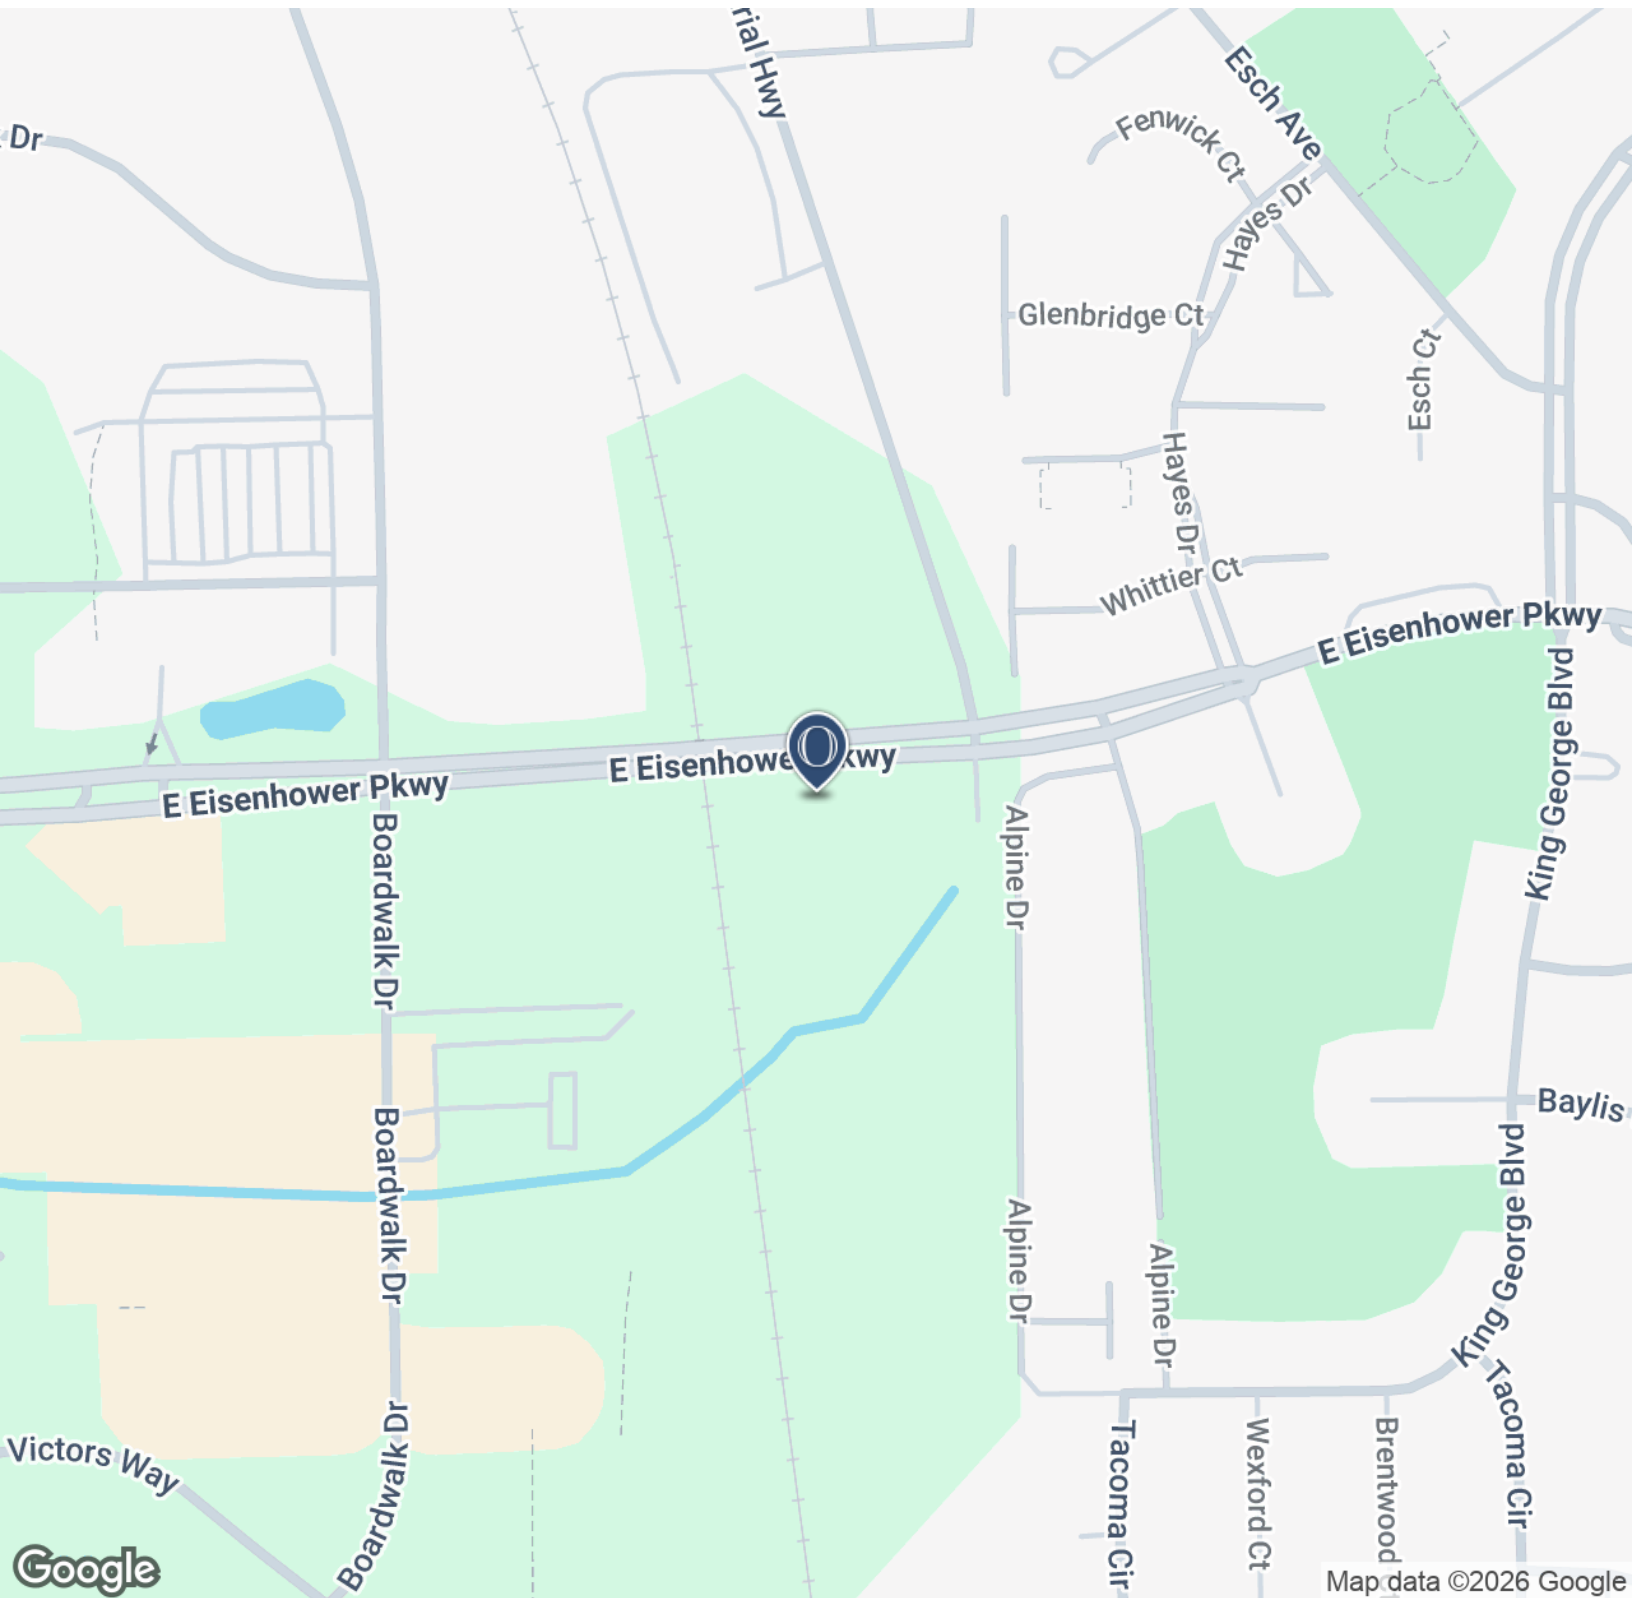 rial Hwy
Esch Ave
Dr
Fenwick Ct
Hayes Dr
Glenbridge Ct
Esch Ct
Hayes Dr
Whittier Ct
E Eisenhower Pkwy
King George Blvd
E Eisenhower Pkwy
E Eisenhower Pkwy
Boardwalk Dr
Alpine Dr
Baylis
Boardwalk Dr
King George Blvd
Alpine Dr
Alpine Dr
Boardwalk Dr
Victors Way
Tacoma Cir
Wexford Ct
Brentwood
Tacoma Cir
Google
Map data ©2026 Google